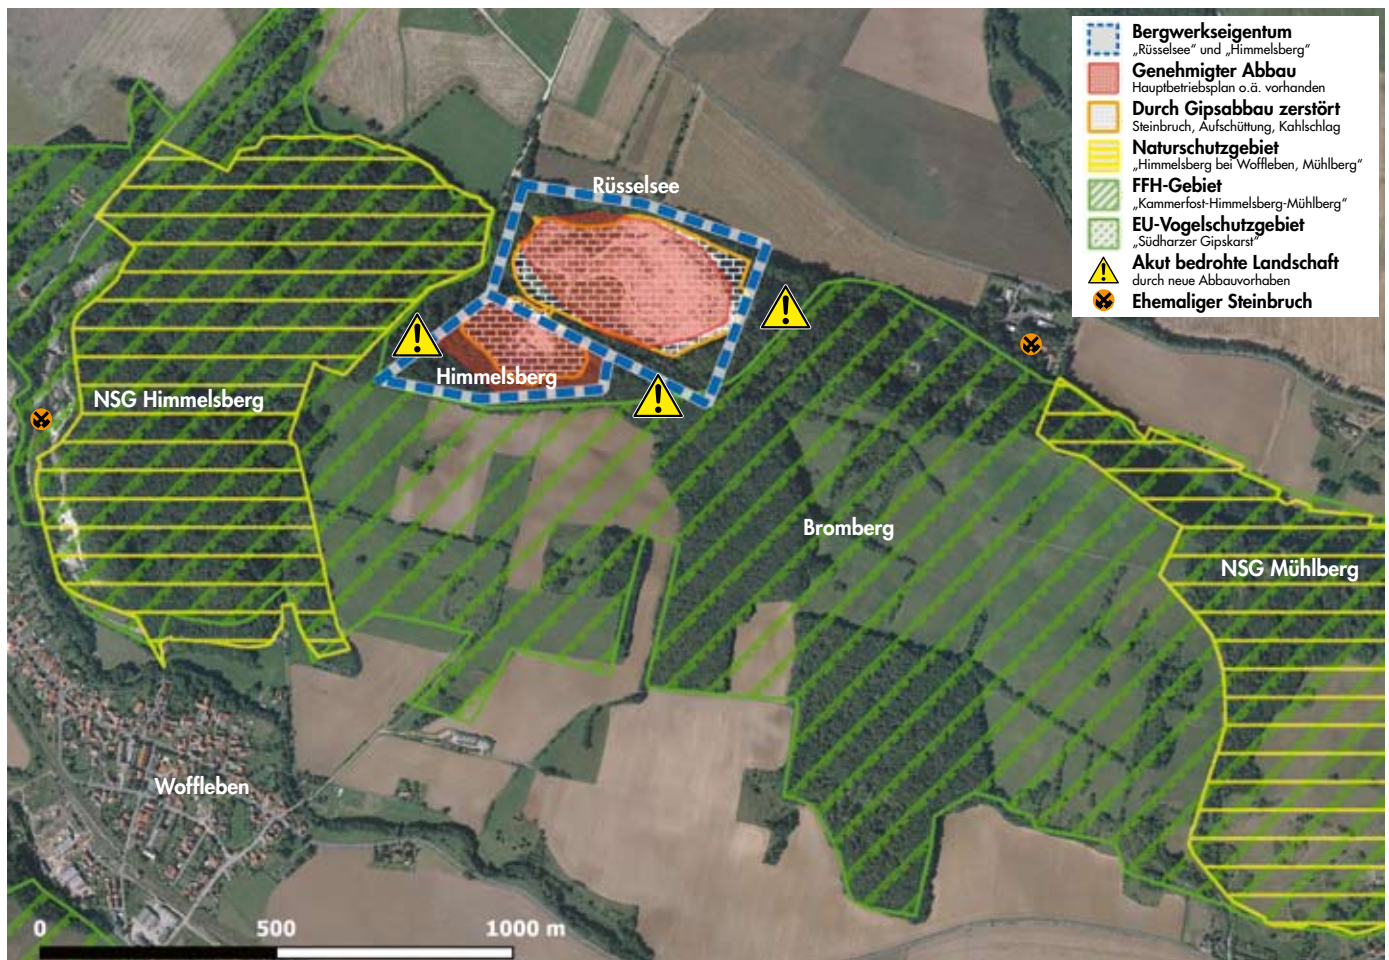 Bergwerkseigentum
„Rüsselsee“ und „Himmelsberg“
Genehmigter Abbau
Hauptbetriebsplan o.ä. vorhanden
Durch Gipsabbau zerstört
Steinbruch, Aufschüttung, Kahlschlag
Naturschutzgebiet
„Himmelsberg bei Woffleben, Mühlberg“
FFH-Gebiet
„Kammerfost-Himmelsberg-Mühlberg“
EU-Vogelschutzgebiet
„Südharzer Gipskarst“
Akut bedrohte Landschaft
durch neue Abbauvorhaben
Ehemaliger Steinbruch
Rüsselsee
Himmelsberg
NSG Himmelsberg
Bromberg
NSG Mühlberg
Woffleben
0 500 1000 m